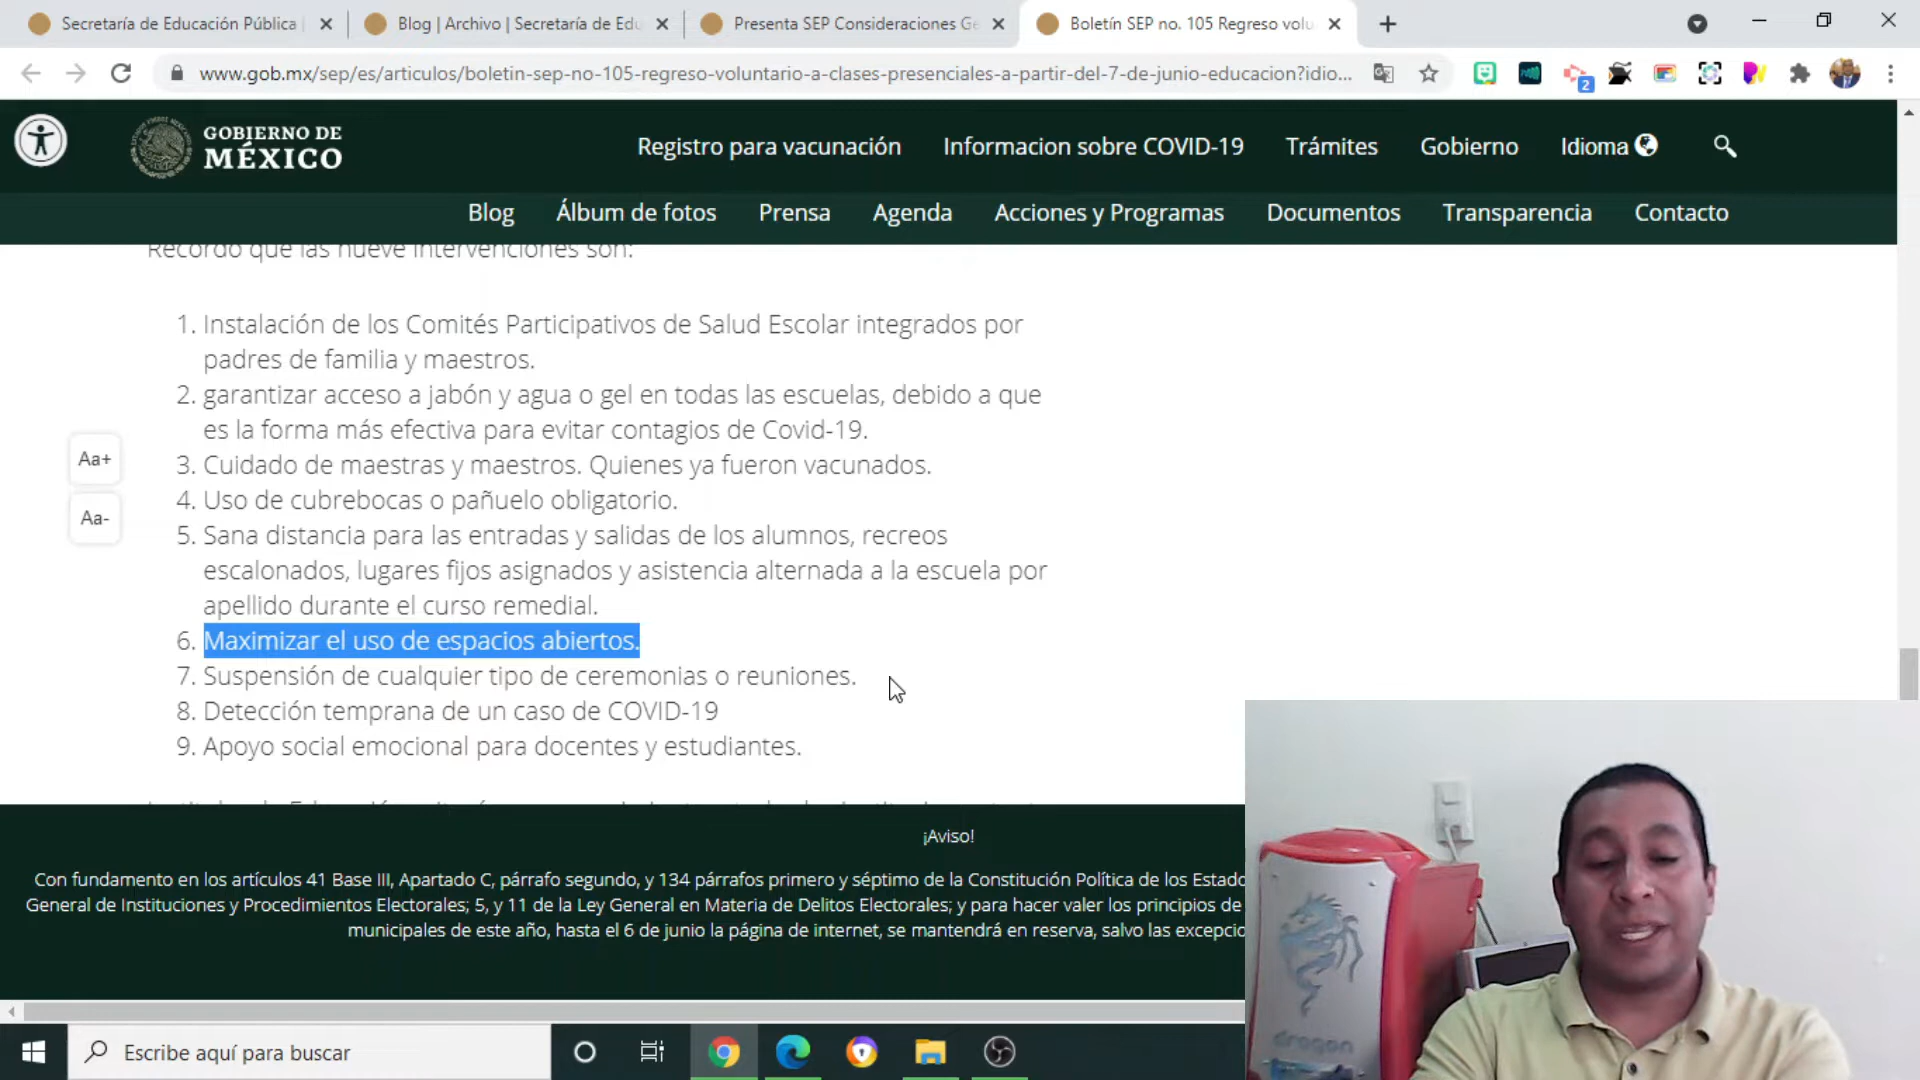 Secretaría de Educación Pública |
Blog | Archivo | Secretaría de Edu
Presenta SEP Consideraciones Ge
Boletín SEP no. 105 Regreso volu
www.gob.mx/sep/es/articulos/boletin-sep-no-105-regreso-voluntario-a-clases-presenciales-a-partir-del-7-de-junio-educacion?idio...
2
GOBIERNO DE
MÉXICO
Registro para vacunación
Informacion sobre COVID-19
Trámites
Gobierno
Idioma
Blog
Álbum de fotos
Prensa
Agenda
Acciones y Programas
Documentos
Transparencia
Contacto
Recordó que las nueve intervenciones son:
1. Instalación de los Comités Participativos de Salud Escolar integrados por
padres de familia y maestros.
2. garantizar acceso a jabón y agua o gel en todas las escuelas, debido a que
es la forma más efectiva para evitar contagios de Covid-19.
3. Cuidado de maestras y maestros. Quienes ya fueron vacunados.
4. Uso de cubrebocas o pañuelo obligatorio.
5. Sana distancia para las entradas y salidas de los alumnos, recreos
escalonados, lugares fijos asignados y asistencia alternada a la escuela por
apellido durante el curso remedial.
6. Maximizar el uso de espacios abiertos.
7. Suspensión de cualquier tipo de ceremonias o reuniones.
8. Detección temprana de un caso de COVID-19
9. Apoyo social emocional para docentes y estudiantes.
Aa+
Aa-
¡Aviso!
Con fundamento en los artículos 41 Base III, Apartado C, párrafo segundo, y 134 párrafos primero y séptimo de la Constitución Política de los Estado
General de Instituciones y Procedimientos Electorales; 5, y 11 de la Ley General en Materia de Delitos Electorales; y para hacer valer los principios de
municipales de este año, hasta el 6 de junio la página de internet, se mantendrá en reserva, salvo las excepcio
dragon
Escribe aquí para buscar